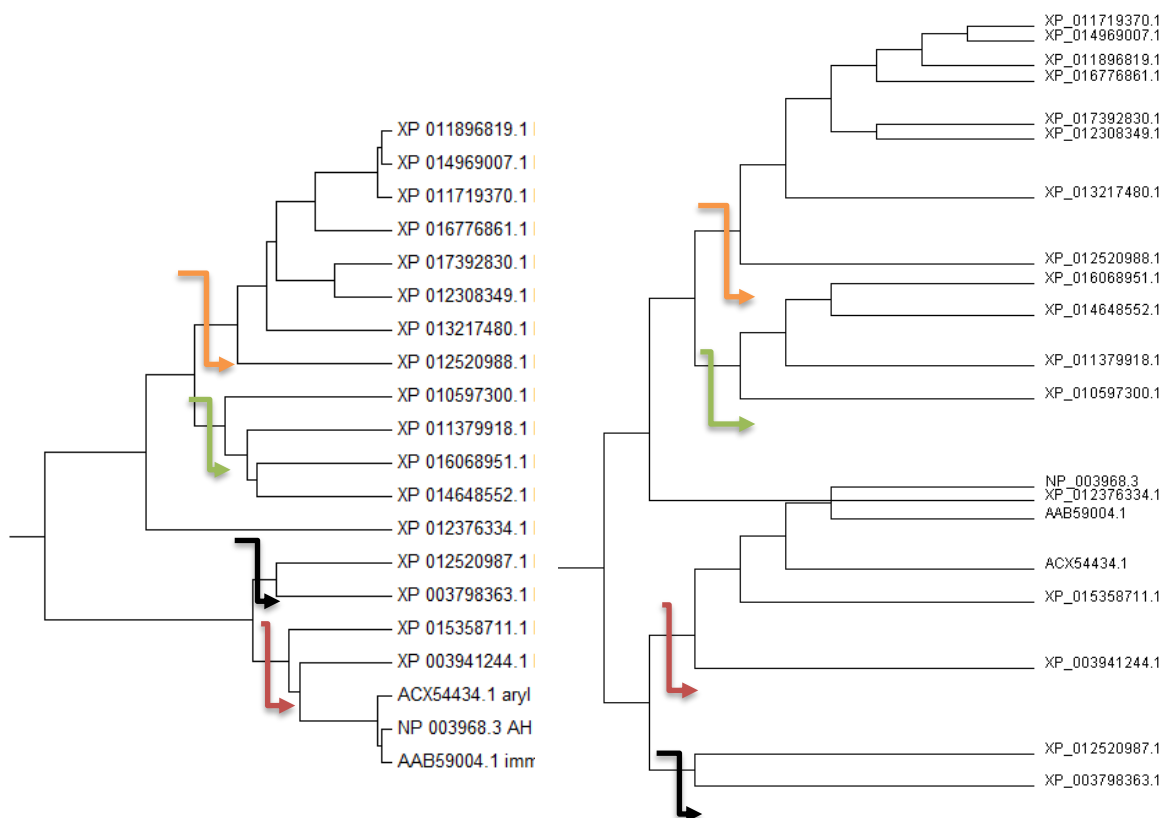 XP 011896819.1
XP 014969007.1
XP 011719370.1
XP 016776861.1
XP 017392830.1
XP 012308349.1
XP 013217480.1
XP 012520988.1
XP 010597300.1
XP 011379918.1
XP 016068951.1
XP 014648552.1
XP 012376334.1
XP 012520987.1
XP 003798363.1
XP 015358711.1
XP 003941244.1
ACX54434.1 aryl
NP 003968.3 AH
AAB59004.1 imm
XP_011719370.1
XP_014969007.1
XP_011896819.1
XP_016776861.1
XP_017392830.1
XP_012308349.1
XP_013217480.1
XP_012520988.1
XP_016068951.1
XP_014648552.1
XP_011379918.1
XP_010597300.1
NP_003968.3
XP_012376334.1
AAB59004.1
ACX54434.1
XP_015358711.1
XP_003941244.1
XP_012520987.1
XP_003798363.1